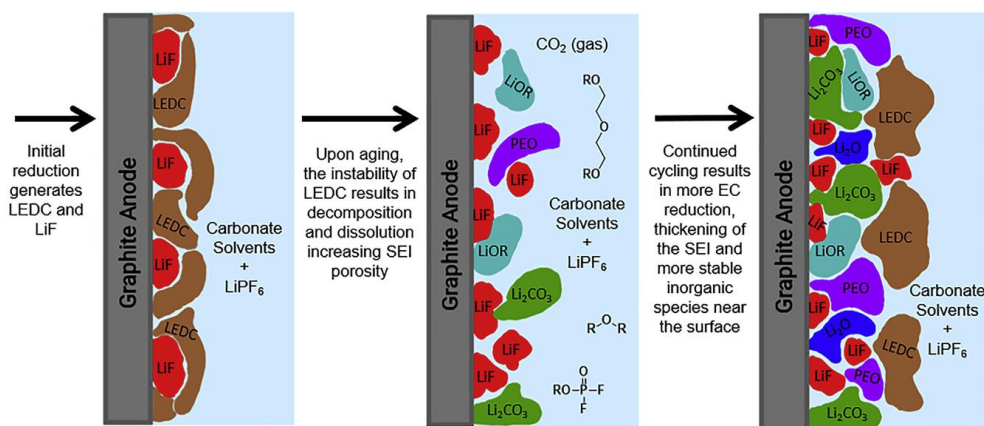 Initial
reduction generates
LEDC and
LiF
Graphite Anode
LiF
LEDC
LiF
LEDC
LiF
LEDC
LiF
Carbonate
Solvents
+
LiPF6
Upon aging,
the instability of
LEDC results in
decomposition
and dissolution
increasing SEI
porosity
Graphite Anode
LiF
CO2 (gas)
LiOR
LiF
PEO
LiF
RO
O
RO
LiF
LiOR
Carbonate
Solvents +
LiPF6
LiF
Li2CO3
R O R
LiF
LiF
Li2CO3
O
RO-P-F
F
Continued
cycling results
in more EC
reduction,
thickening of
the SEI and
more stable
inorganic
species near
the surface
Graphite Anode
PEO
LiF
Li2CO3
LiOR
LEDC
LiF
Li2O
LiF
LiF
Li2CO3
LiF
LiOR
LEDC
PEO
Carbonate
Solvents
+
LiPF6
Li2O
LiF
LEDC
LiF
PEO
Li2CO3